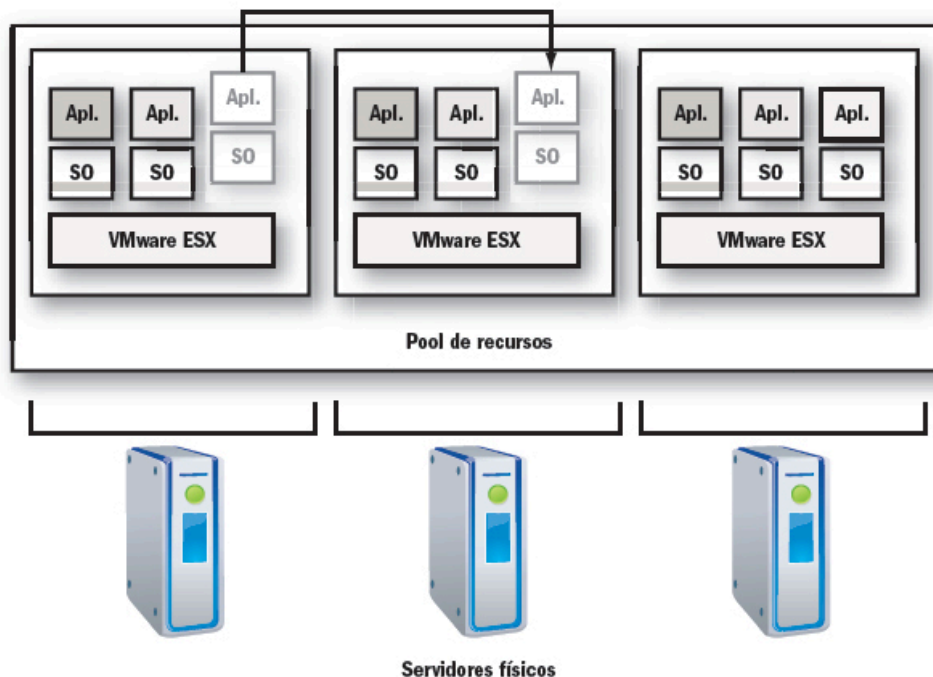 Apl.
Apl. Apl.
SO
SO SO
VMware ESX
Apl.
Apl. Apl.
SO
SO SO
VMware ESX
Apl. Apl. Apl.
SO SO SO
VMware ESX
Pool de recursos
Servidores físicos